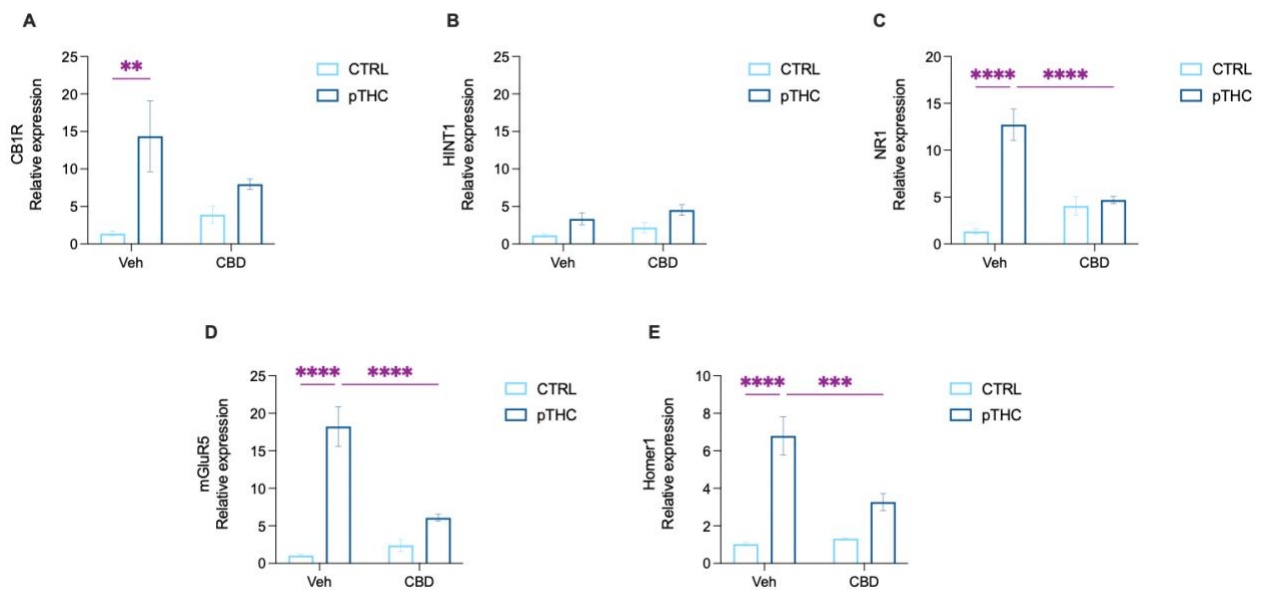 A
B
C
**
CB1R
Relative expression
25
20
15
10
5
0
Veh
CBD
CTRL
pTHC
HINT1
Relative expression
25
20
15
10
5
0
Veh
CBD
CTRL
pTHC
****
****
NR1
Relative expression
20
15
10
5
0
Veh
CBD
CTRL
pTHC
D
E
****
****
mGluR5
Relative expression
25
20
15
10
5
0
Veh
CBD
CTRL
pTHC
****
***
Homer1
Relative expression
10
8
6
4
2
0
Veh
CBD
CTRL
pTHC